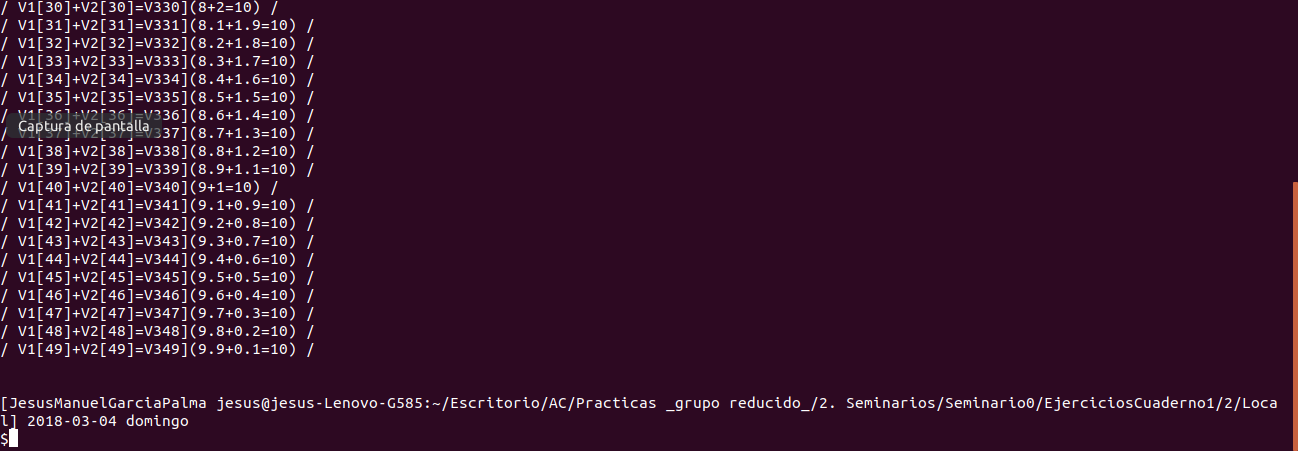 / V1[30]+V2[30]=V330](8+2=10) /
/ V1[31]+V2[31]=V331](8.1+1.9=10) /
/ V1[32]+V2[32]=V332](8.2+1.8=10) /
/ V1[33]+V2[33]=V333](8.3+1.7=10) /
/ V1[34]+V2[34]=V334](8.4+1.6=10) /
/ V1[35]+V2[35]=V335](8.5+1.5=10) /
/ V1[36]+V2[36]=V336](8.6+1.4=10) /
Captura de pantalla
/ V1[37]+V2[37]=V337](8.7+1.3=10) /
/ V1[38]+V2[38]=V338](8.8+1.2=10) /
/ V1[39]+V2[39]=V339](8.9+1.1=10) /
/ V1[40]+V2[40]=V340](9+1=10) /
/ V1[41]+V2[41]=V341](9.1+0.9=10) /
/ V1[42]+V2[42]=V342](9.2+0.8=10) /
/ V1[43]+V2[43]=V343](9.3+0.7=10) /
/ V1[44]+V2[44]=V344](9.4+0.6=10) /
/ V1[45]+V2[45]=V345](9.5+0.5=10) /
/ V1[46]+V2[46]=V346](9.6+0.4=10) /
/ V1[47]+V2[47]=V347](9.7+0.3=10) /
/ V1[48]+V2[48]=V348](9.8+0.2=10) /
/ V1[49]+V2[49]=V349](9.9+0.1=10) /
[JesusManuelGarciaPalma jesus@jesus-Lenovo-G585:~/Escritorio/AC/Practicas _grupo reducido_/2. Seminarios/Seminario0/EjerciciosCuaderno1/2/Loca
l] 2018-03-04 domingo
$